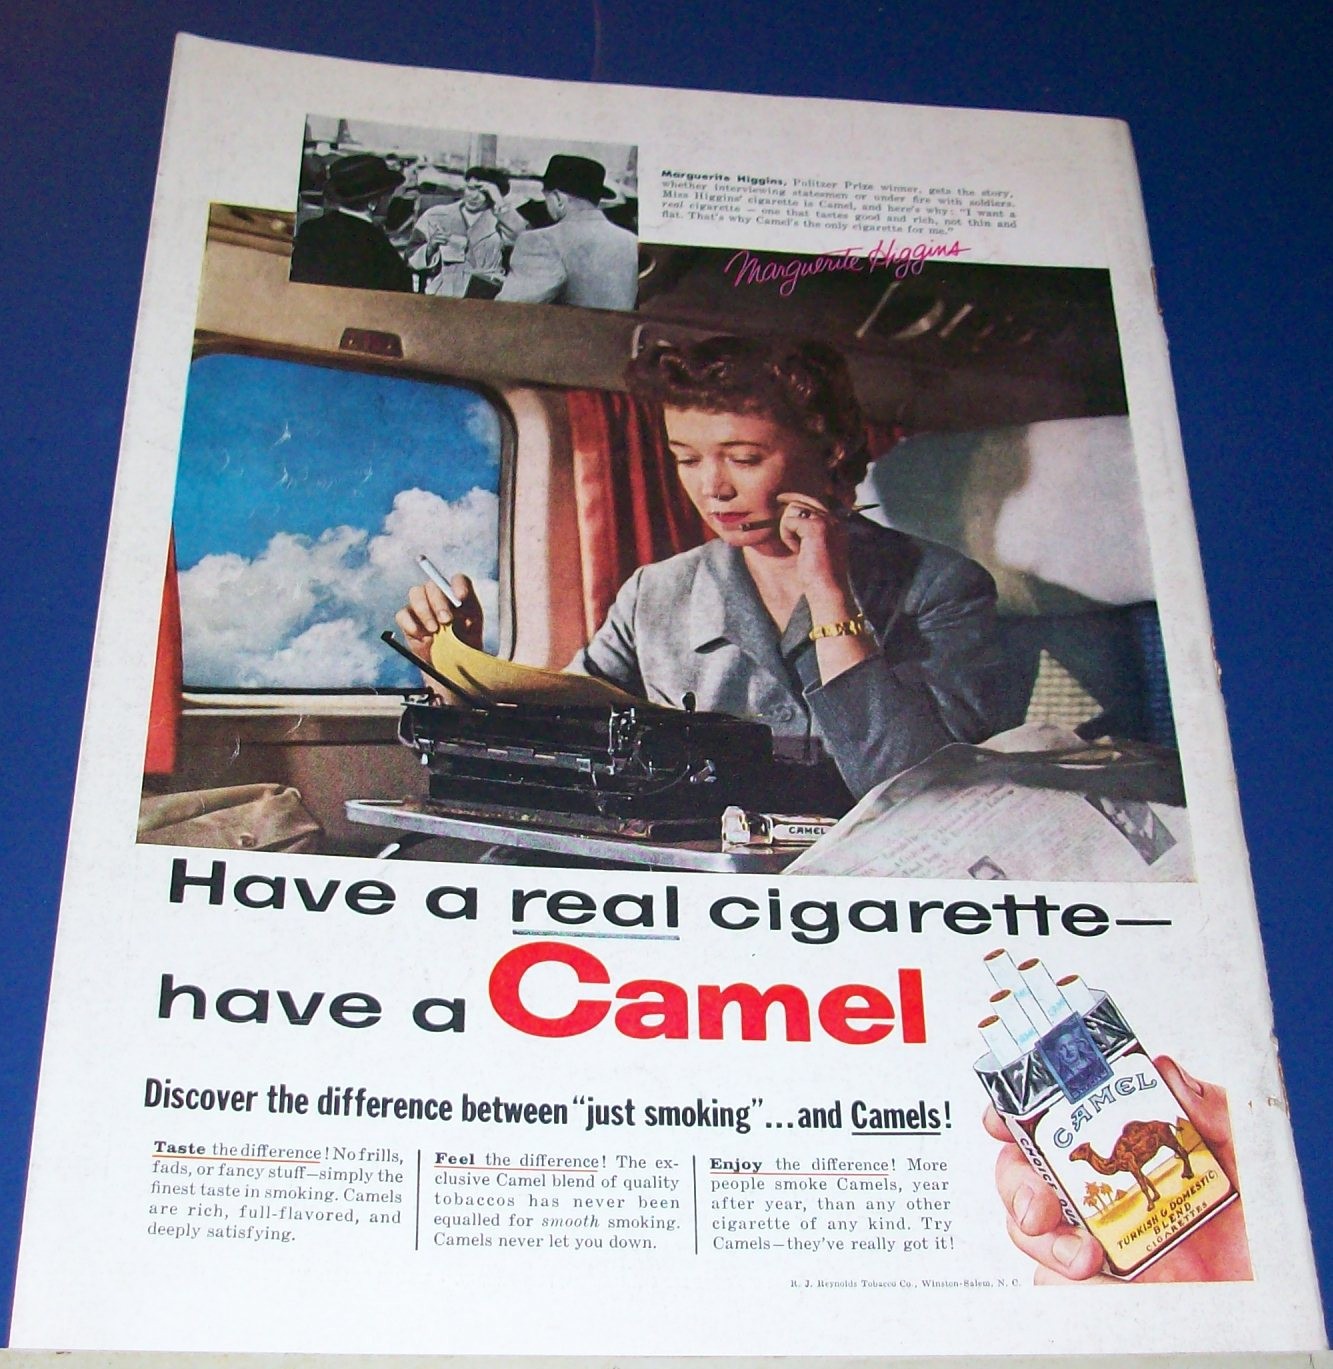 Marguerite Higgins, Pulitzer Prize winner, gets the story,
whether interviewing statesmen or under fire with soldiers.
Miss Higgins' cigarette is Camel, and here's why: "I want a
real cigarette — one that tastes good and rich, not thin and
flat. That's why Camel's the only cigarette for me."
Marguerite Higgins
CAMEL
Have a real cigarette—
have a Camel
Discover the difference between "just smoking"...and Camels!
Taste the difference! No frills,
fads, or fancy stuff—simply the
finest taste in smoking. Camels
are rich, full-flavored, and
deeply satisfying.
Feel the difference! The ex-
clusive Camel blend of quality
tobaccos has never been
equalled for smooth smoking.
Camels never let you down.
Enjoy the difference! More
people smoke Camels, year
after year, than any other
cigarette of any kind. Try
Camels—they've really got it!
CAMEL
CHOICE
TURKISH & DOMESTIC
BLEND
CIGARETTES
R. J. Reynolds Tobacco Co., Winston-Salem, N. C.